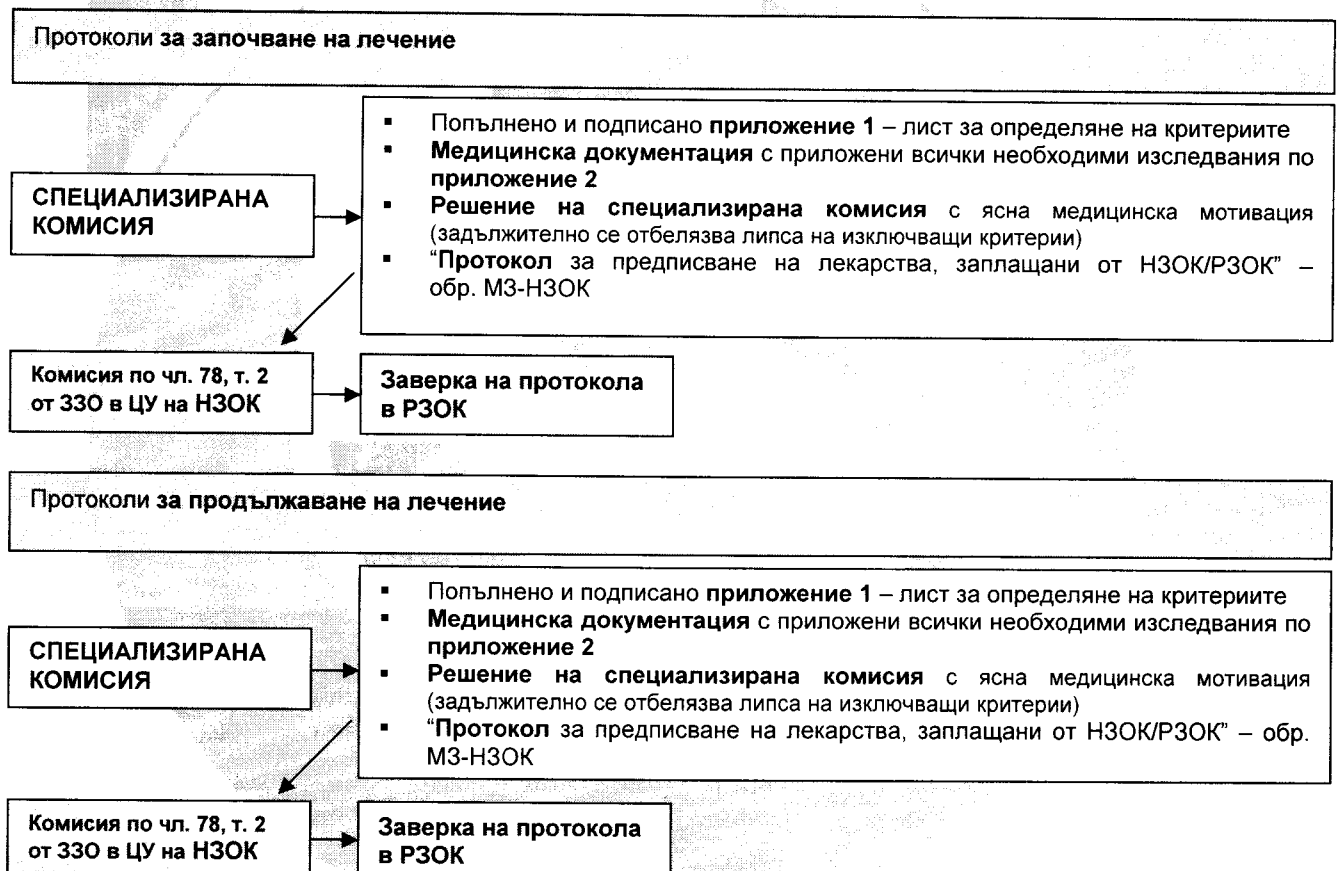 Протоколи за започване на лечение
СПЕЦИАЛИЗИРАНА
КОМИСИЯ
▪ Попълнено и подписано приложение 1 – лист за определяне на критериите
▪ Медицинска документация с приложени всички необходими изследвания по
приложение 2
▪ Решение на специализирана комисия с ясна медицинска мотивация
(задължително се отбелязва липса на изключващи критерии)
▪ “Протокол за предписване на лекарства, заплащани от НЗОК/РЗОК” –
обр. МЗ-НЗОК
Комисия по чл. 78, т. 2
от ЗЗО в ЦУ на НЗОК
Заверка на протокола
в РЗОК
Протоколи за продължаване на лечение
СПЕЦИАЛИЗИРАНА
КОМИСИЯ
▪ Попълнено и подписано приложение 1 – лист за определяне на критериите
▪ Медицинска документация с приложени всички необходими изследвания по
приложение 2
▪ Решение на специализирана комисия с ясна медицинска мотивация
(задължително се отбелязва липса на изключващи критерии)
▪ “Протокол за предписване на лекарства, заплащани от НЗОК/РЗОК” – обр.
МЗ-НЗОК
Комисия по чл. 78, т. 2
от ЗЗО в ЦУ на НЗОК
Заверка на протокола
в РЗОК